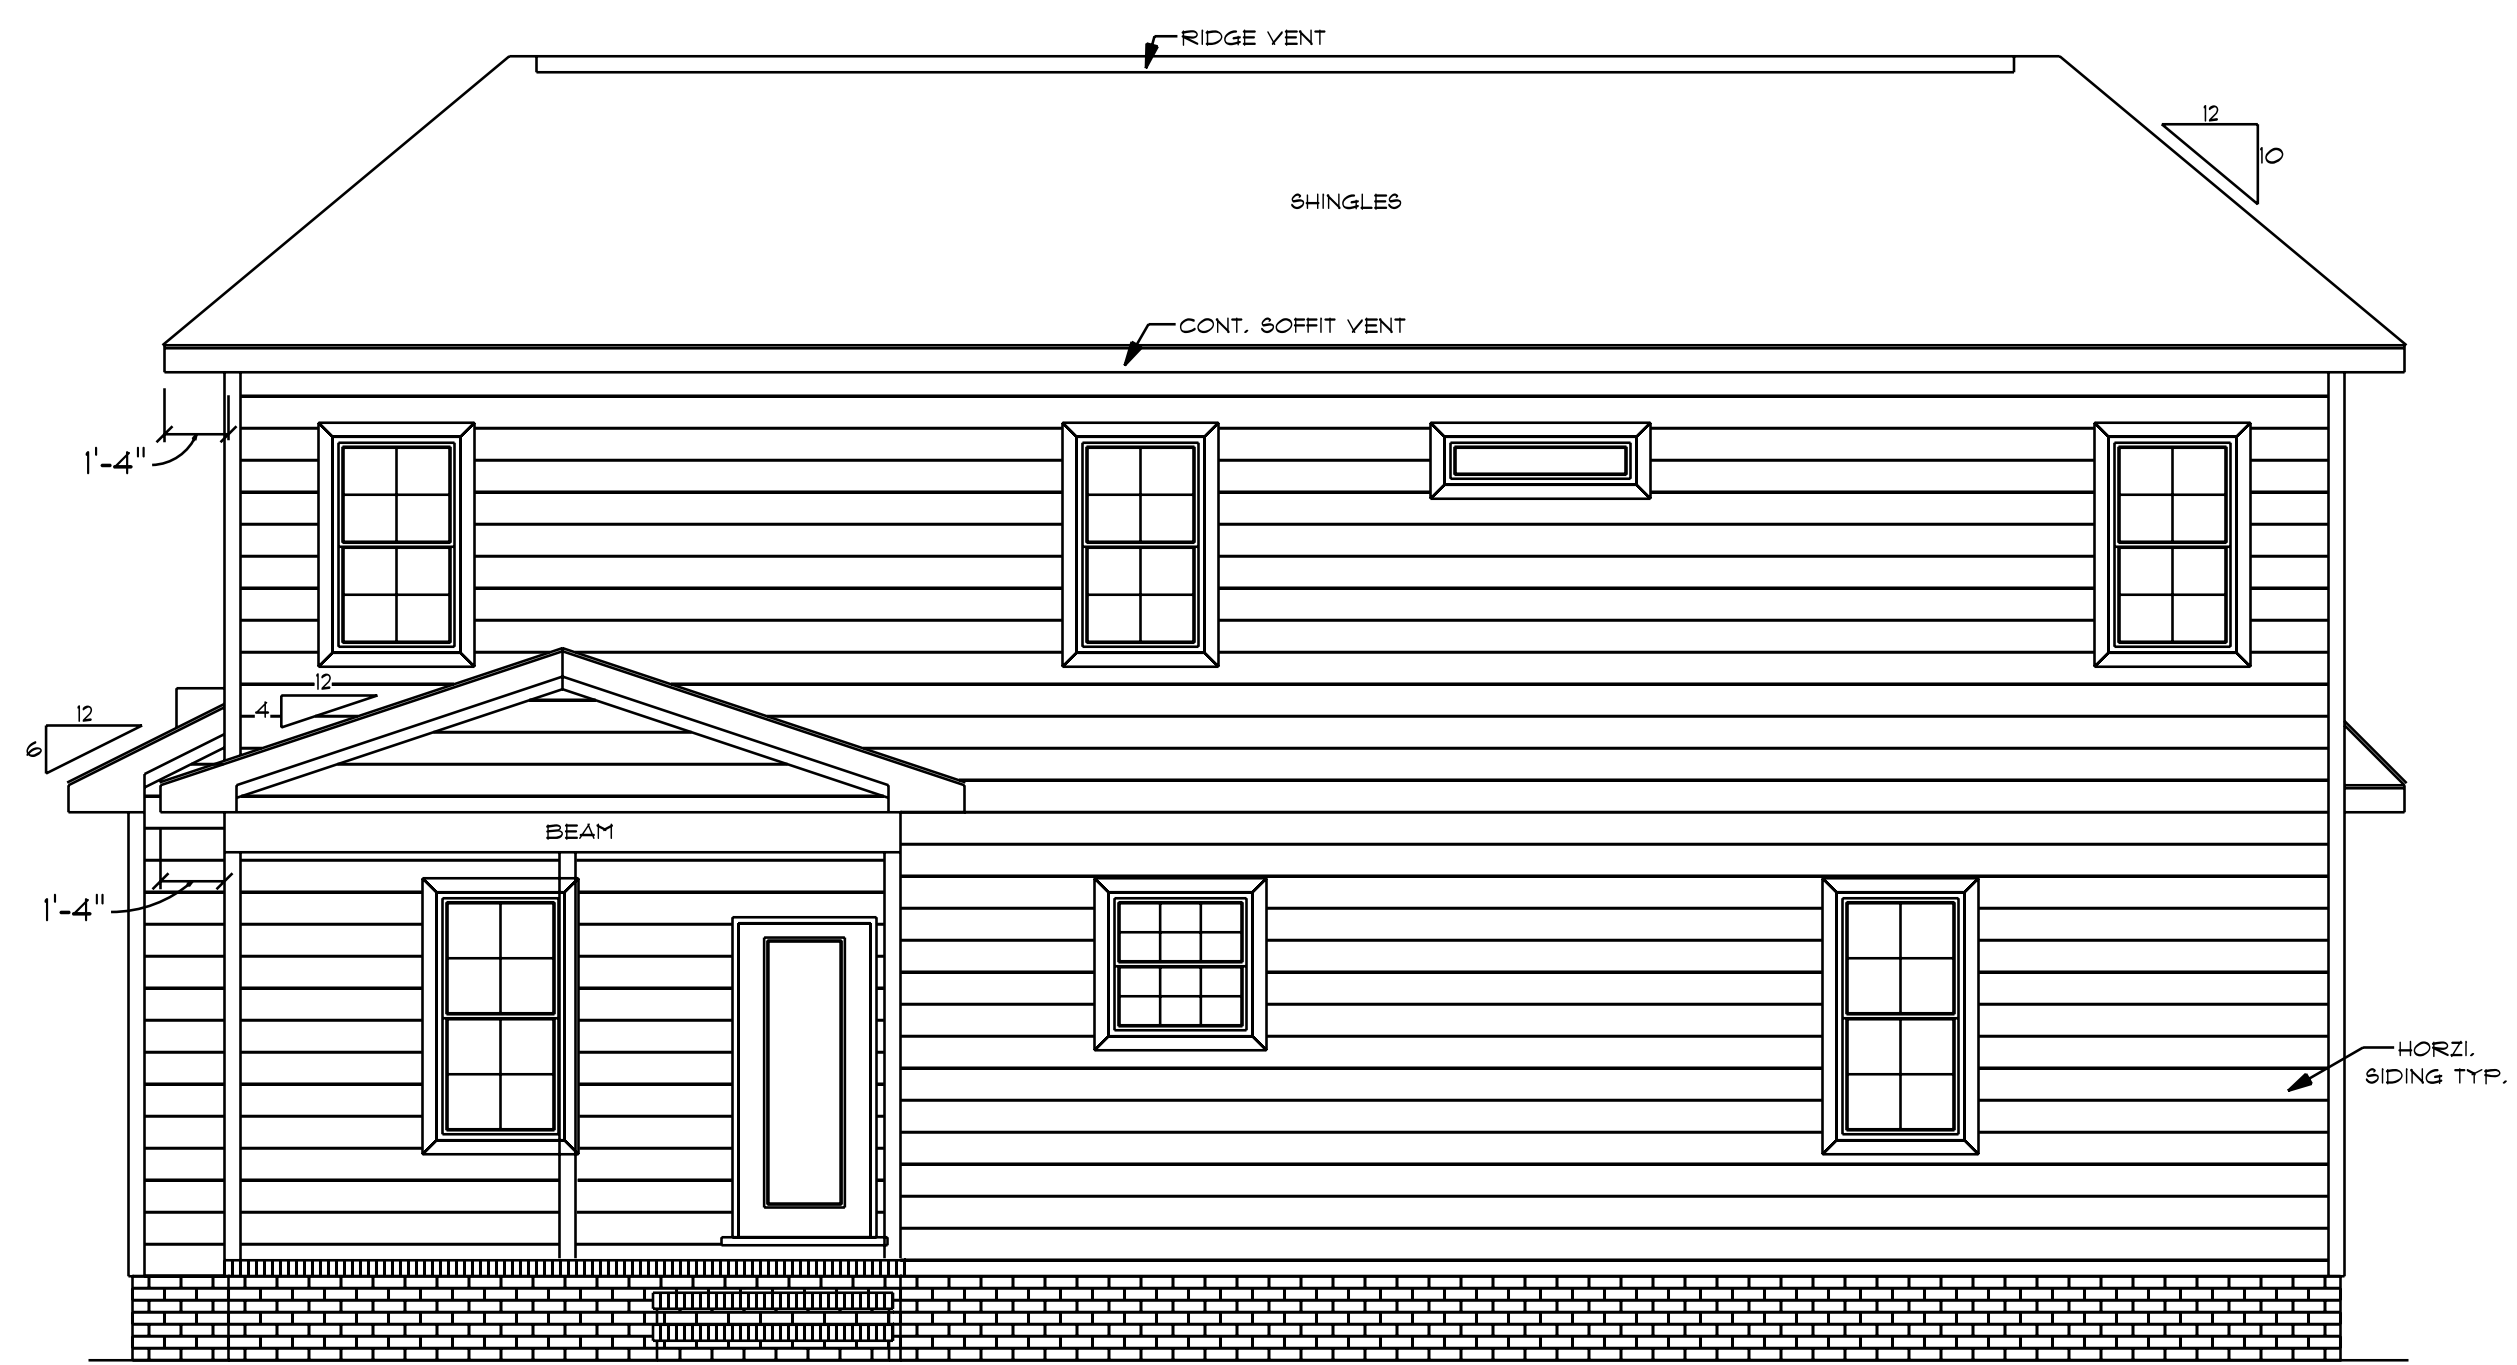 RIDGE VENT
12
10
SHINGLES
CONT. SOFFIT VENT
1'-4"
12
4
12
6
BEAM
1'-4"
HORZI.
SIDING TYP.